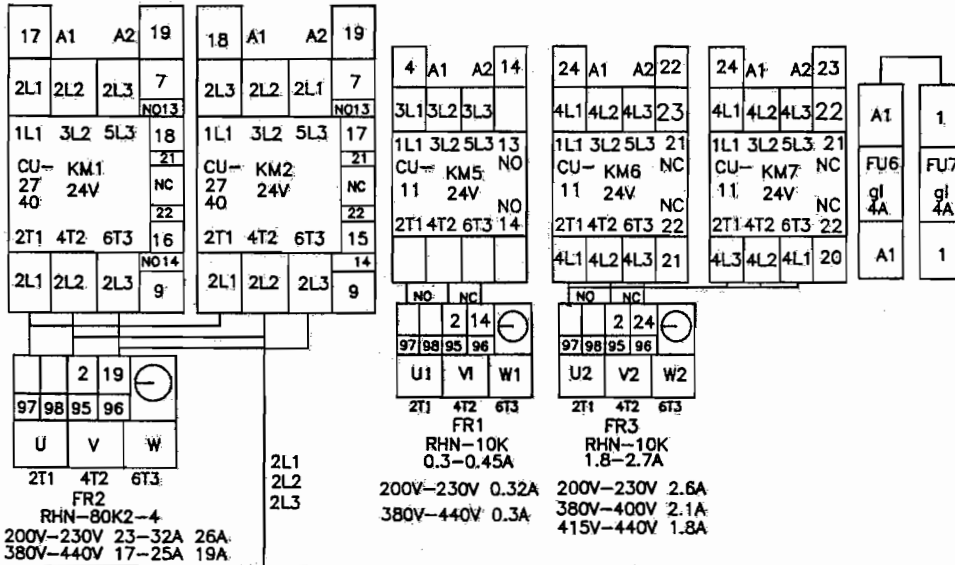 17 A1 A2 19
2L1 2L2 2L3 7
NO13
1L1 3L2 5L3 18
CU- KM1 21
27 24V NC
40
22
2T1 4T2 6T3 16
NO14
2L1 2L2 2L3 9
18 A1 A2 19
2L3 2L2 2L1 7
NO13
1L1 3L2 5L3 17
CU- KM2 21
27 24V NC
40
22
2T1 4T2 6T3 15
14
2L1 2L2 2L3 9
4 A1 A2 14
3L1 3L2 3L3
1L1 3L2 5L3 13
CU- KM5 NO
11 24V
NO
2T1 4T2 6T3 14
24 A1 A2 22
4L1 4L2 4L3 23
1L1 3L2 5L3 21
CU- KM6 NC
11 24V
NC
2T1 4T2 6T3 22
4L1 4L2 4L3 21
24 A1 A2 23
4L1 4L2 4L3 22
1L1 3L2 5L3 21
CU- KM7 NC
11 24V
NC
2T1 4T2 6T3 22
4L3 4L2 4L1 20
A1
FU6
gl
4A
A1
1
FU7
gl
4A
1
2 19
97 98 95 96
U V W
2T1 4T2 6T3
FR2
RHN-80K2-4
200V-230V 23-32A 26A
380V-440V 17-25A 19A
2L1
2L2
2L3
NO NC
2 14
97 98 95 96
U1 V1 W1
2T1 4T2 6T3
FR1
RHN-10K
0.3-0.45A
200V-230V 0.32A
380V-440V 0.3A
NO NC
2 24
97 98 95 96
U2 V2 W2
2T1 4T2 6T3
FR3
RHN-10K
1.8-2.7A
200V-230V 2.6A
380V-400V 2.1A
415V-440V 1.8A